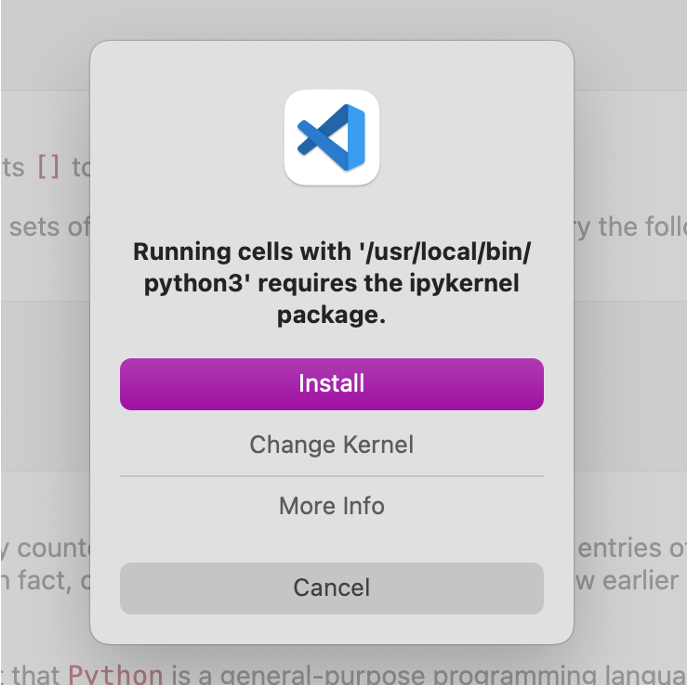 ts [] to
sets of
ry the follo
Running cells with '/usr/local/bin/
python3' requires the ipykernel
package.
Install
Change Kernel
More Info
Cancel
y count
entries of
n fact,
w earlier
that Python is a general-purpose programming langua